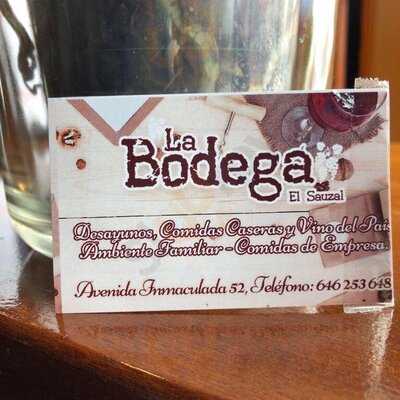 La
Bodega
El Sauzal
Desayunos, Comidas Caseras y Vino del País
Ambiente Familiar - Comidas de Empresa.
Avenida Inmaculada 52, Teléfono: 646 253 648